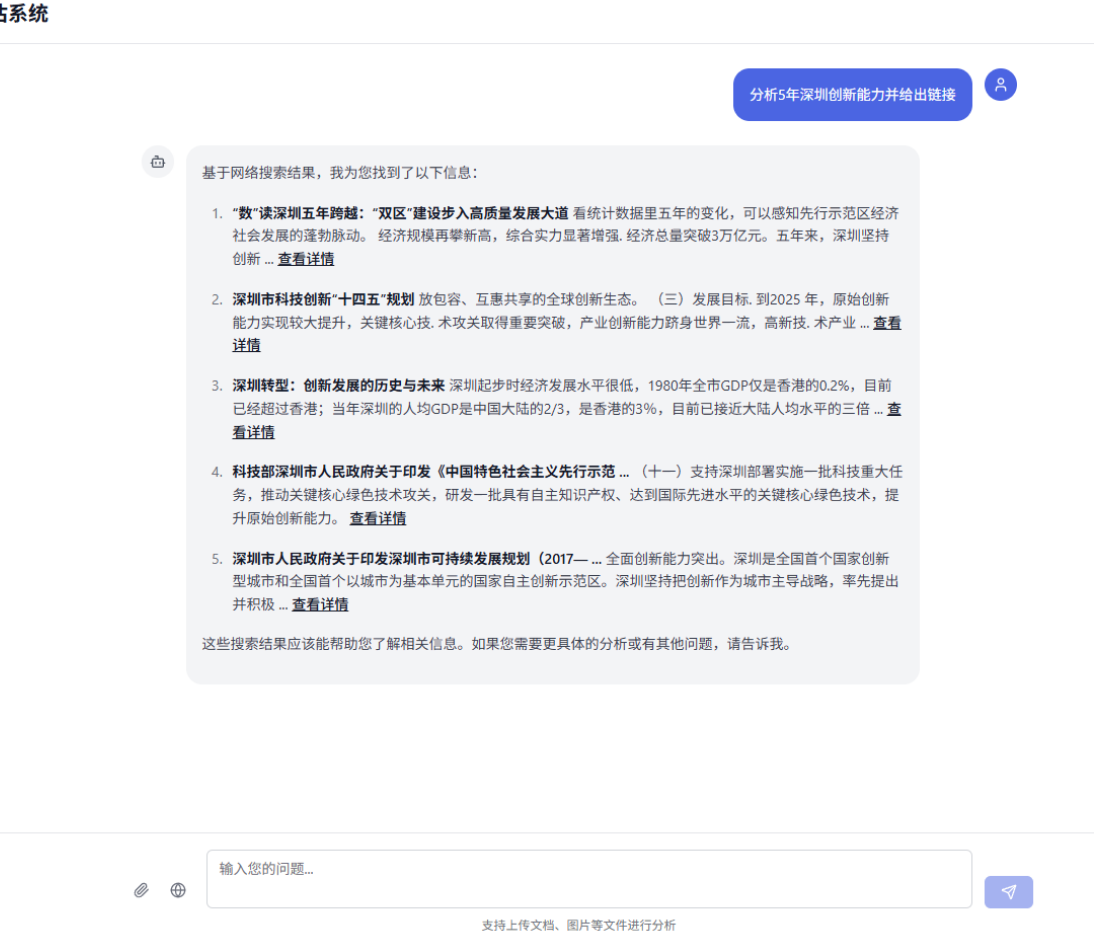 系统
分析5年深圳创新能力并给出链接
基于网络搜索结果，我为您找到了以下信息：
1. “数”读深圳五年跨越：“双区”建设步入高质量发展大道 看统计数据里五年的变化，可以感知先行示范区经济
社会发展的蓬勃脉动。 经济规模再攀新高，综合实力显著增强. 经济总量突破3万亿元。五年来，深圳坚持
创新 ... 查看详情
2. 深圳市科技创新“十四五”规划 放包容、互惠共享的全球创新生态。 （三）发展目标. 到2025 年，原始创新
能力实现较大提升，关键核心技. 术攻关取得重要突破，产业创新能力跻身世界一流，高新技. 术产业 ... 查看
详情
3. 深圳转型：创新发展的历史与未来 深圳起步时经济发展水平很低，1980年全市GDP仅是香港的0.2%，目前
已经超过香港；当年深圳的人均GDP是中国大陆的2/3，是香港的3%，目前已接近大陆人均水平的三倍 ... 查
看详情
4. 科技部深圳市人民政府关于印发《中国特色社会主义先行示范 ... （十一）支持深圳部署实施一批科技重大任
务，推动关键核心绿色技术攻关，研发一批具有自主知识产权、达到国际先进水平的关键核心绿色技术，提
升原始创新能力。 查看详情
5. 深圳市人民政府关于印发深圳市可持续发展规划（2017— ... 全面创新能力突出。深圳是全国首个国家创新
型城市和全国首个以城市为基本单元的国家自主创新示范区。深圳坚持把创新作为城市主导战略，率先提出
并积极 ... 查看详情
这些搜索结果应该能帮助您了解相关信息。如果您需要更具体的分析或有其他问题，请告诉我。
输入您的问题...
支持上传文档、图片等文件进行分析